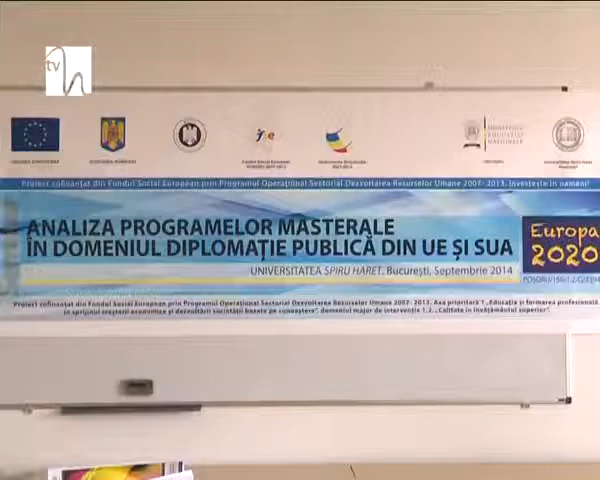 tv h
Proiect cofinanțat din Fondul Social European prin Programul Operațional Sectorial Dezvoltarea Resurselor Umane 2007- 2013. Investește în oameni!
ANALIZA PROGRAMELOR MASTERALE
ÎN DOMENIUL DIPLOMAȚIE PUBLICĂ DIN UE ȘI SUA
UNIVERSITATEA SPIRU HARET, București, Septembrie 2014
Europa
2020
Proiect cofinanțat din Fondul Social European prin Programul Operațional Sectorial Dezvoltarea Resurselor Umane 2007- 2013. Axa prioritară 1 „Educația și formarea profesională
în sprijinul creșterii economice și dezvoltării societății bazate pe cunoaștere", domeniul major de intervenție 1.2. „Calitate în învățământul superior".